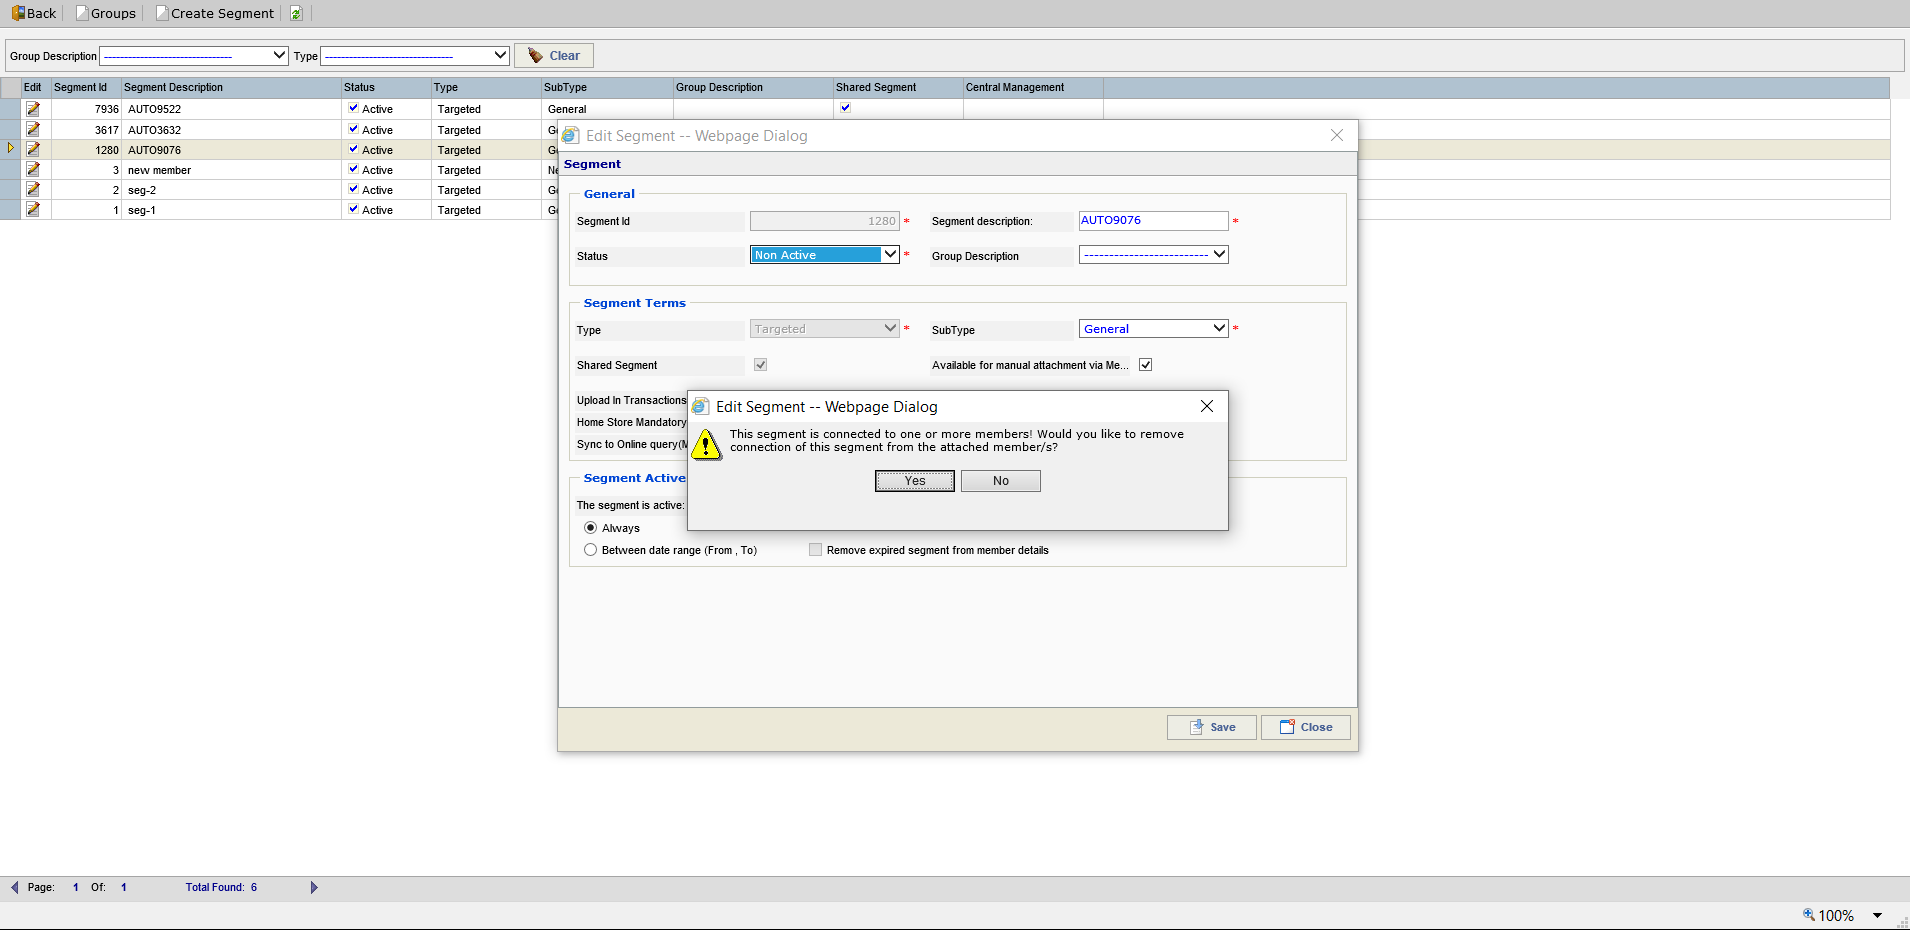 Back Groups Create Segment
Group Description -------------------------------- Type -------------------------------- Clear
Edit Segment Id Segment Description Status Type SubType Group Description Shared Segment Central Management
7936 AUTO9522 Active Targeted General
3617 AUTO3632 Active Targeted Ge
1280 AUTO9076 Active Targeted Ge
3 new member Active Targeted Ne
2 seg-2 Active Targeted Ge
1 seg-1 Active Targeted Ge
Edit Segment -- Webpage Dialog
Segment
General
Segment Id 1280 * Segment description: AUTO9076 *
Status Non Active * Group Description --------------------------
Segment Terms
Type Targeted * SubType General *
Shared Segment Available for manual attachment via Me...
Upload In Transactions
Home Store Mandatory
Sync to Online query(M
Edit Segment -- Webpage Dialog
This segment is connected to one or more members! Would you like to remove
connection of this segment from the attached member/s?
Yes No
Segment Active
The segment is active:
Always
Between date range (From , To) Remove expired segment from member details
Save Close
Page: 1 Of: 1 Total Found: 6
100%